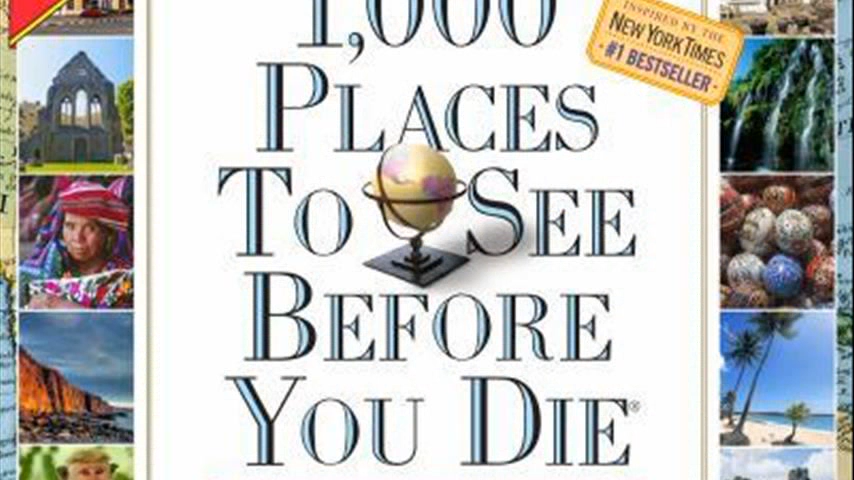 1,000
INSPIRED BY THE
NEW YORK TIMES
#1 BESTSELLER
PLACES
TO SEE
BEFORE
YOU DIE®